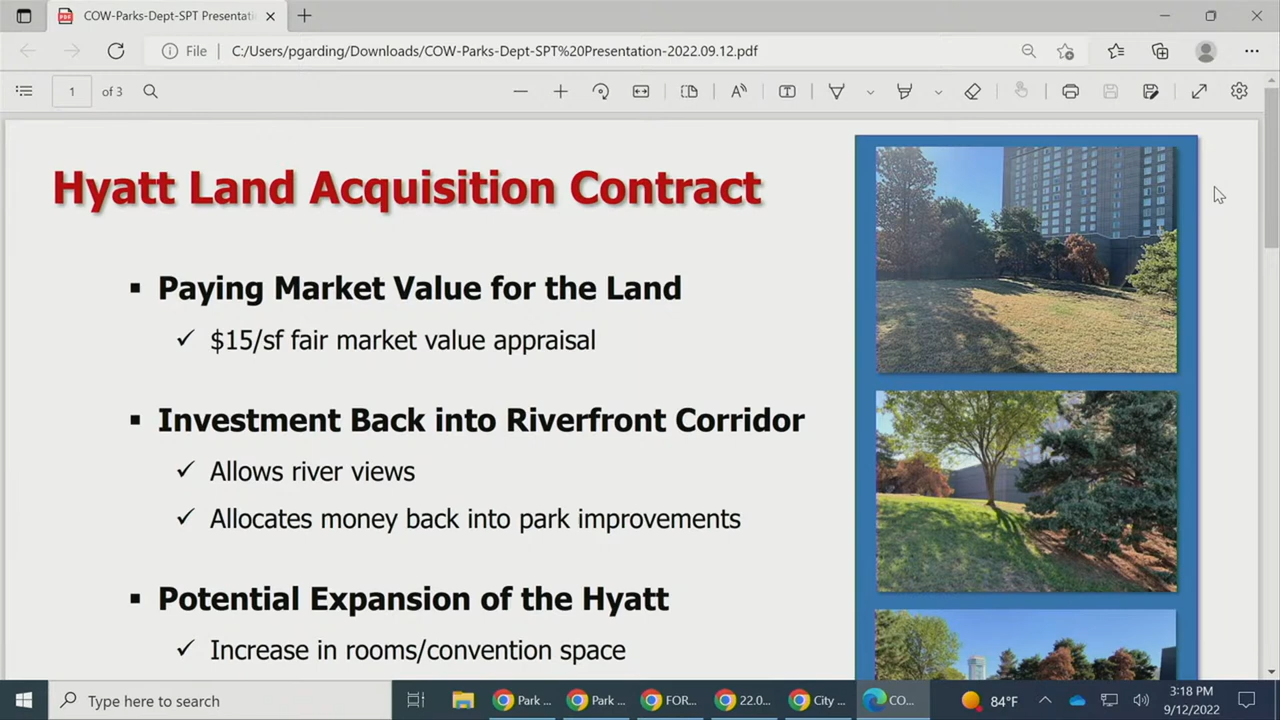 COW-Parks-Dept-SPT Presentati
File
C:/Users/pgarding/Downloads/COW-Parks-Dept-SPT%20Presentation-2022.09.12.pdf
1 of 3
Hyatt Land Acquisition Contract
Paying Market Value for the Land
$15/sf fair market value appraisal
Investment Back into Riverfront Corridor
Allows river views
Allocates money back into park improvements
Potential Expansion of the Hyatt
Increase in rooms/convention space
Type here to search
Park ...
Park ...
FOR...
22.0...
City ...
CO...
84°F
3:18 PM
9/12/2022